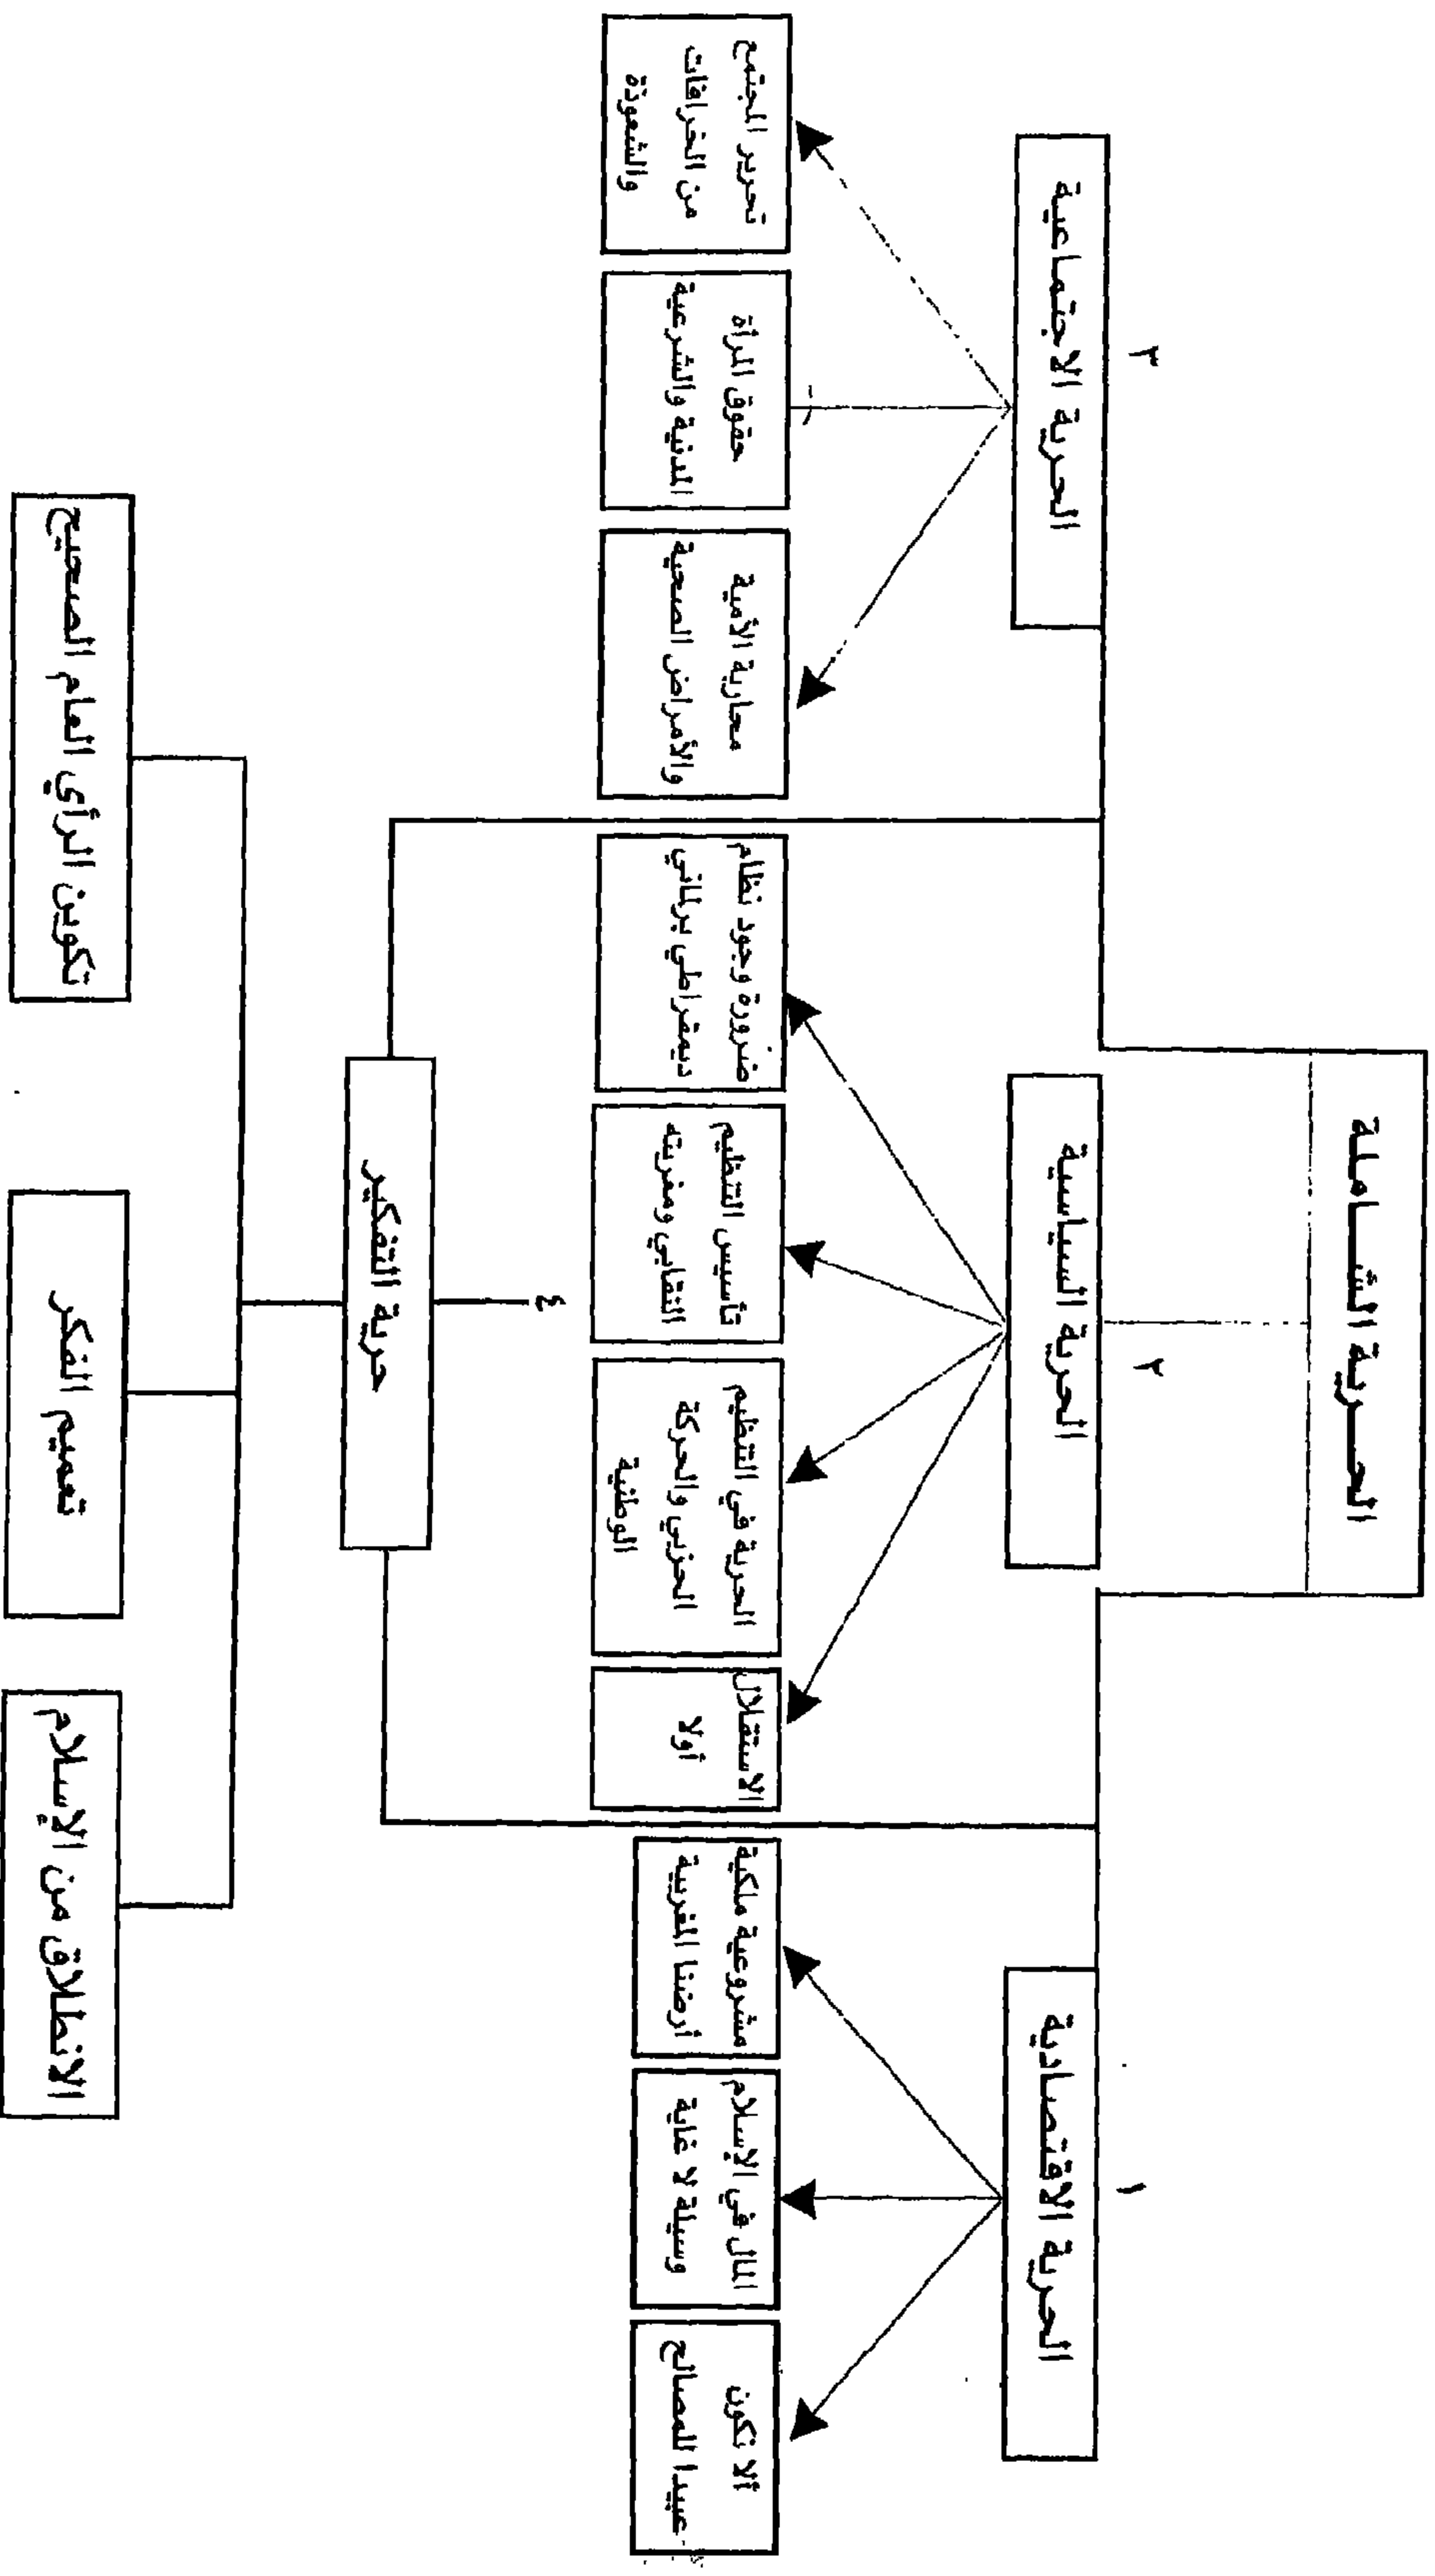 الحرية الشاملة
١
الحرية الاقتصادية
ألا نكون
عبيدا للمصالح
المال في الإسلام
وسيلة لا غاية
مشروعية ملكية
أرضنا المغربية
٢
الحرية السياسية
الاستقلال
أولا
الحرية في التنظيم
الحزبي والحركة
الوطنية
تأسيس التنظيم
النقابي ومغربته
ضرورة وجود نظام
ديمقراطي برلماني
٣
الحرية الاجتماعية
محاربة الأمية
والأمراض الصحية
حقوق المرأة
المدنية والشرعية
تحرير المجتمع
من الخرافات
والشعوذة
٤
حرية التفكير
الانطلاق من الإسلام
تعميم الفكر
تكوين الرأي العام الصحيح